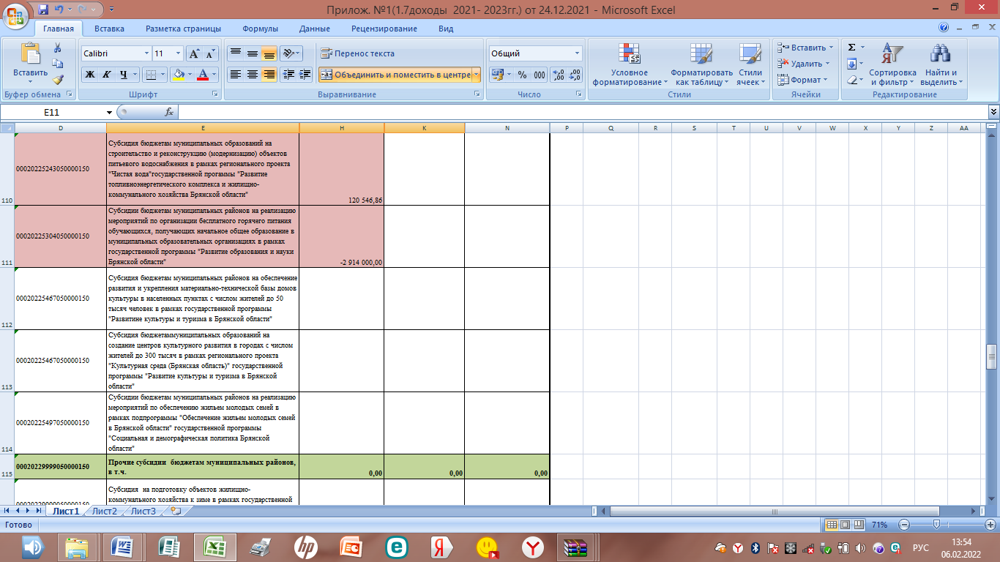 Прилож. №1(1.7доходы 2021- 2023гг.) от 24.12.2021 - Microsoft Excel
Главная Вставка Разметка страницы Формулы Данные Рецензирование Вид
Вставить
Буфер обмена
Calibri 11
Ж К Ч
Шрифт
Перенос текста
Объединить и поместить в центре
Выравнивание
Общий
% 000
Число
Условное форматирование
Форматировать как таблицу
Стили ячеек
Стили
Вставить
Удалить
Формат
Ячейки
Σ
Сортировка и фильтр
Найти и выделить
Редактирование
E11 fx
D E H K N P Q R S T U V W X Y Z AA
110
00020225243050000150
Субсидия бюджетам муниципальных образований на
строительство и реконструкцию (модернизацию) объектов
питьевого водоснабжения в рамках регионального проекта
"Чистая вода"государственной прогаммы "Развитие
топливноэнергетического комплекса и жилищно-
коммунального хозяйства Брянской области"
120 546,86
111
00020225304050000150
Субсидии бюджетам муниципальных районов на реализацию
мероприятий по организации бесплатного горячего питания
обучающихся, получающих начальное общее образование в
муниципальных образовательных организациях в рамках
государственной программы "Развитие образования и науки
Брянской области"
-2 914 000,00
112
00020225467050000150
Субсидия бюджетам муниципальных районов на обеспечение
развития и укрепления материально-технической базы домов
культуры в населенных пунктах с числом жителей до 50
тысяч человек в рамках государственной программы
"Развитине культуры и туризма в Брянской области"
113
00020225467050000150
Субсидия бюджетаммуниципальных образований на
создание центров культурного развития в городах с числом
жителей до 300 тысяч в рамках регионального проекта
"Культурная среда (Брянская область)" государственной
программы "Развитие культуры и туризма в Брянской
области"
114
00020225497050000150
Субсидии бюджетам муниципальных районов на реализацию
мероприятий по обеспечению жильем молодых семей в
рамках подпрограммы "Обеспечение жильем молодых семей
в Брянской области" государственной программы
"Социальная и демографическая политика Брянской
области"
115
00020229999050000150
Прочие субсидии бюджетам муниципальных районов,
в т.ч.
0,00 0,00 0,00
00020229999050000150
Субсидия на подготовку объектов жилищно-
коммунального хозяйства к зиме в рамках государственной
Лист1 Лист2 Лист3
Готово 71%
РУС 13:54
06.02.2022